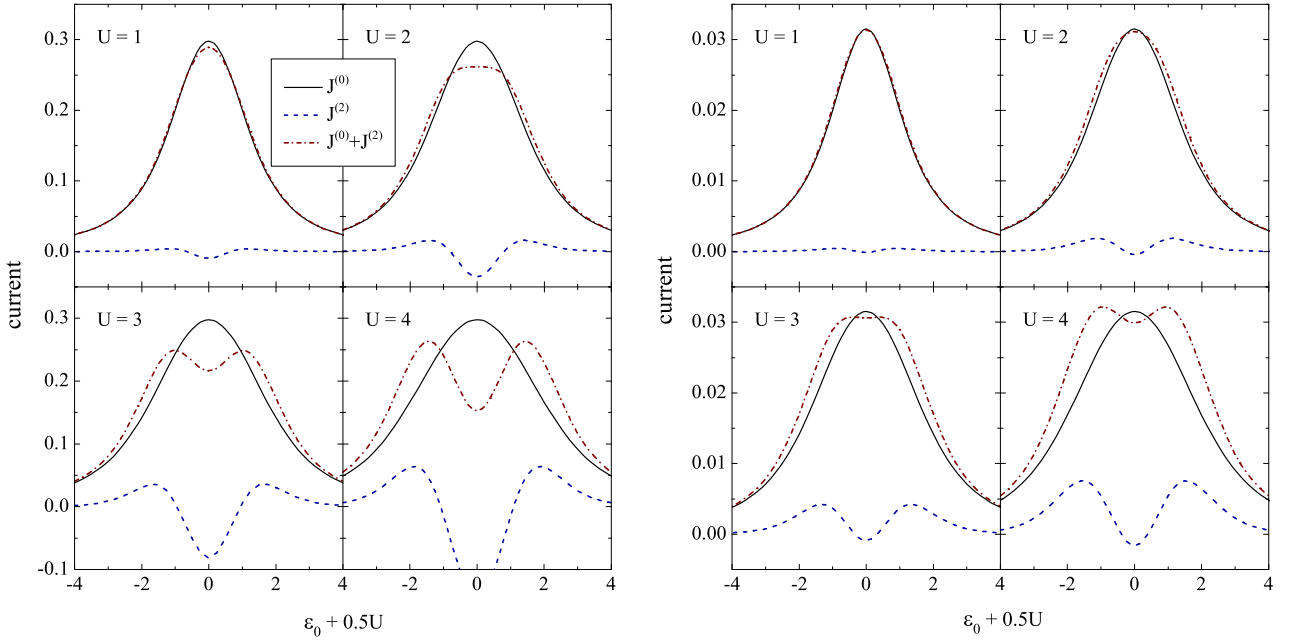 U = 1
U = 2
J(0)
J(2)
J(0)+J(2)
0.3
0.2
0.1
0.0
U = 3
U = 4
0.3
0.2
0.1
0.0
-0.1
-4 -2 0 2 4 -2 0 2 4
current
ε0 + 0.5U
U = 1
U = 2
0.03
0.02
0.01
0.00
U = 3
U = 4
0.03
0.02
0.01
0.00
-4 -2 0 2 4 -2 0 2 4
current
ε0 + 0.5U